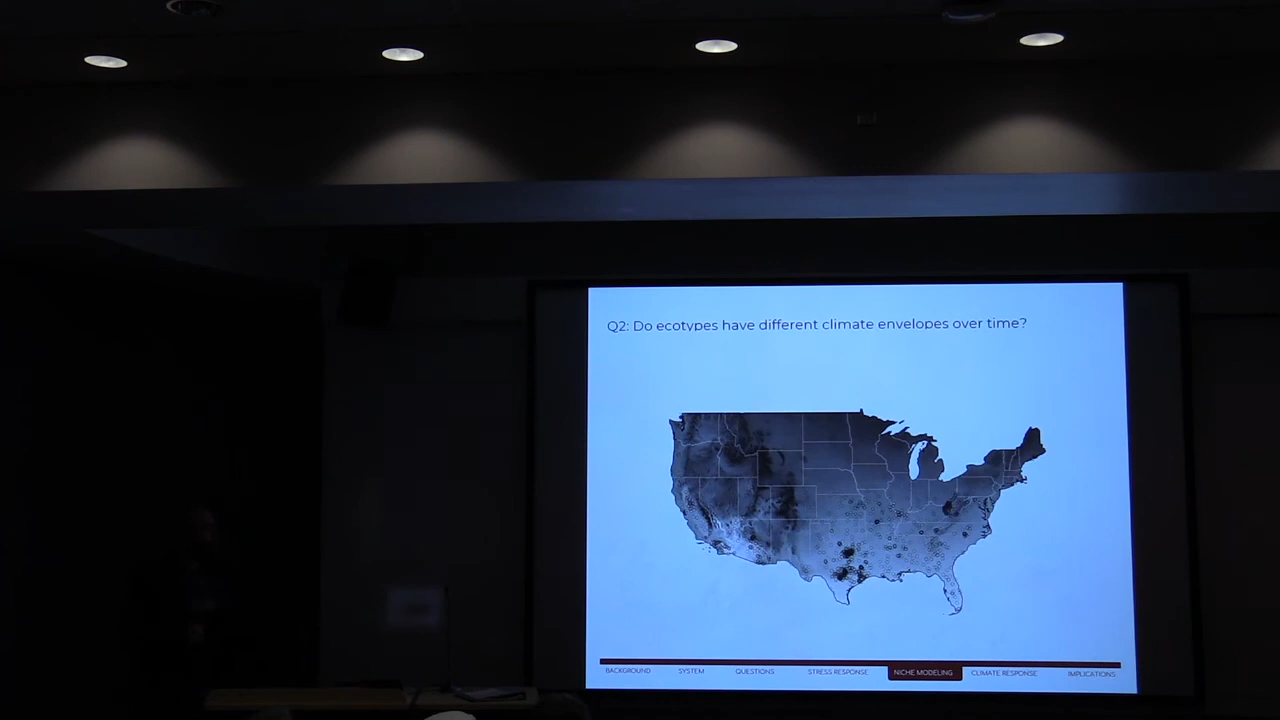 Q2: Do ecotypes have different climate envelopes over time?
BACKGROUND SYSTEM QUESTIONS STRESS RESPONSE NICHE MODELING CLIMATE RESPONSE IMPLICATIONS